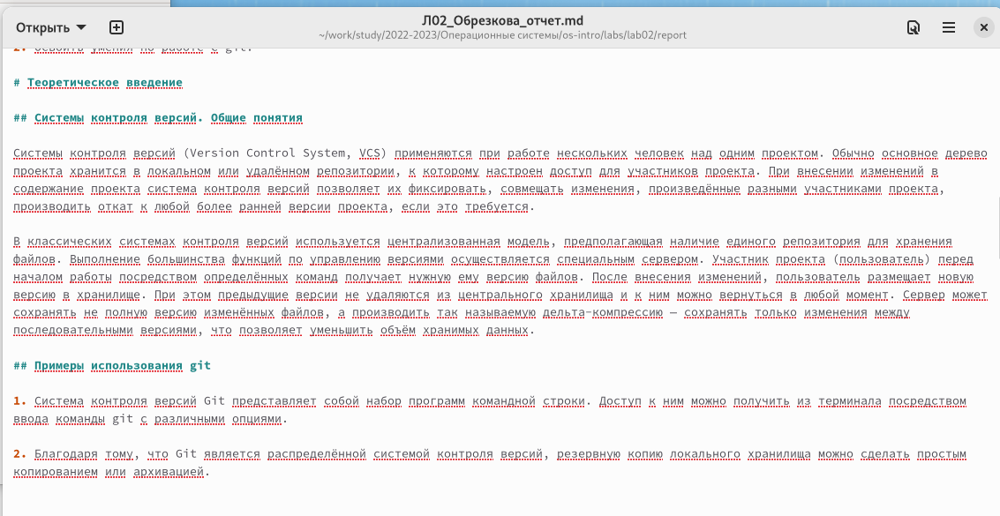 Открыть
Л02_Обрезкова_отчет.md
~/work/study/2022-2023/Операционные системы/os-intro/labs/lab02/report
2. Освоить умения по работе с git.
# Теоретическое введение
## Системы контроля версий. Общие понятия
Системы контроля версий (Version Control System, VCS) применяются при работе нескольких человек над одним проектом. Обычно основное дерево
проекта хранится в локальном или удалённом репозитории, к которому настроен доступ для участников проекта. При внесении изменений в
содержание проекта система контроля версий позволяет их фиксировать, совмещать изменения, произведённые разными участниками проекта,
производить откат к любой более ранней версии проекта, если это требуется.
В классических системах контроля версий используется централизованная модель, предполагающая наличие единого репозитория для хранения
файлов. Выполнение большинства функций по управлению версиями осуществляется специальным сервером. Участник проекта (пользователь) перед
началом работы посредством определённых команд получает нужную ему версию файлов. После внесения изменений, пользователь размещает новую
версию в хранилище. При этом предыдущие версии не удаляются из центрального хранилища и к ним можно вернуться в любой момент. Сервер может
сохранять не полную версию изменённых файлов, а производить так называемую дельта-компрессию — сохранять только изменения между
последовательными версиями, что позволяет уменьшить объём хранимых данных.
## Примеры использования git
1. Система контроля версий Git представляет собой набор программ командной строки. Доступ к ним можно получить из терминала посредством
ввода команды git с различными опциями.
2. Благодаря тому, что Git является распределённой системой контроля версий, резервную копию локального хранилища можно сделать простым
копированием или архивацией.